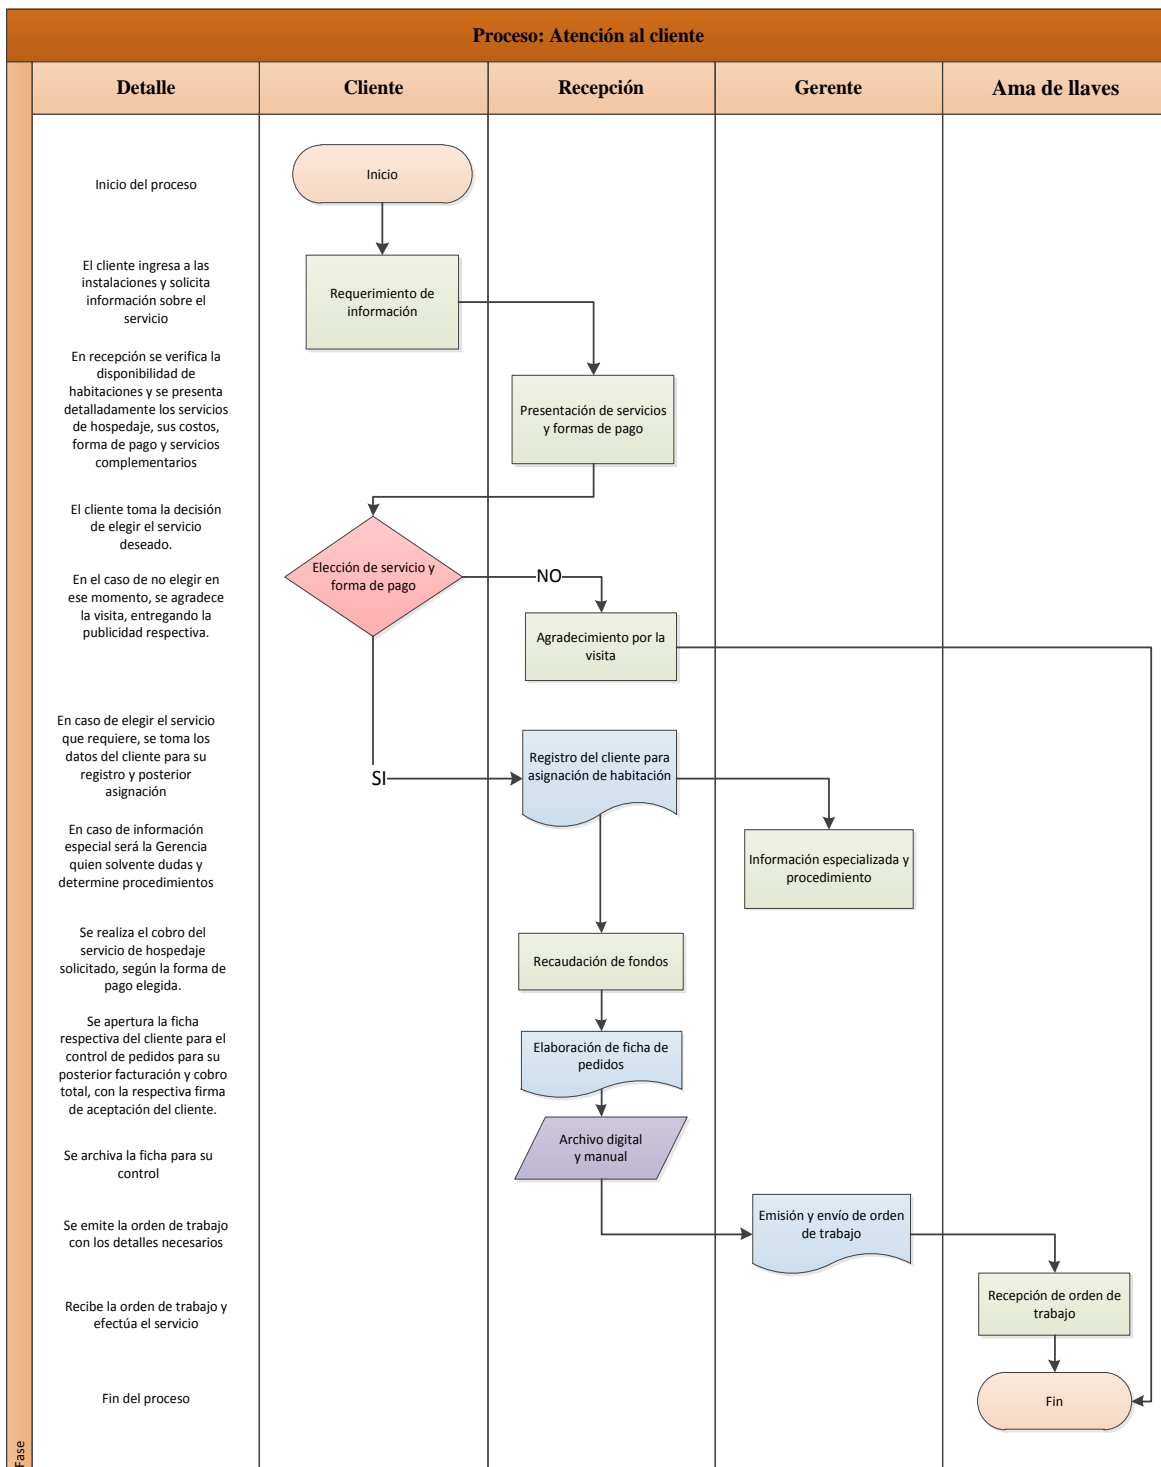 Proceso: Atención al cliente
Detalle
Cliente
Recepción
Gerente
Ama de llaves
Inicio del proceso
Inicio
El cliente ingresa a las
instalaciones y solicita
información sobre el
servicio
Requerimiento de
información
En recepción se verifica la
disponibilidad de
habitaciones y se presenta
detalladamente los servicios
de hospedaje, sus costos,
forma de pago y servicios
complementarios
Presentación de servicios
y formas de pago
El cliente toma la decisión
de elegir el servicio
deseado.
Elección de servicio y
forma de pago
NO
En el caso de no elegir en
ese momento, se agradece
la visita, entregando la
publicidad respectiva.
Agradecimiento por la
visita
En caso de elegir el servicio
que requiere, se toma los
datos del cliente para su
registro y posterior
asignación
SI
Registro del cliente para
asignación de habitación
En caso de información
especial será la Gerencia
quien solvente dudas y
determine procedimientos
Información especializada y
procedimiento
Se realiza el cobro del
servicio de hospedaje
solicitado, según la forma de
pago elegida.
Recaudación de fondos
Se apertura la ficha
respectiva del cliente para el
control de pedidos para su
posterior facturación y cobro
total, con la respectiva firma
de aceptación del cliente.
Elaboración de ficha de
pedidos
Se archiva la ficha para su
control
Archivo digital
y manual
Se emite la orden de trabajo
con los detalles necesarios
Emisión y envío de orden
de trabajo
Recibe la orden de trabajo y
efectúa el servicio
Recepción de orden de
trabajo
Fin del proceso
Fin
Fase